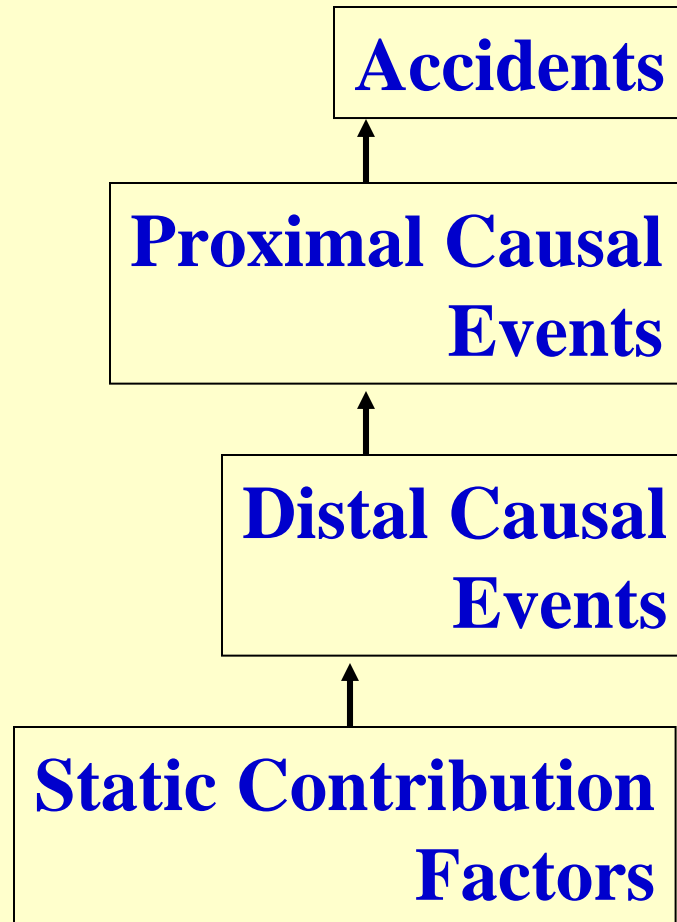 Accidents
Proximal Causal
Events
Distal Causal
Events
Static Contribution
Factors